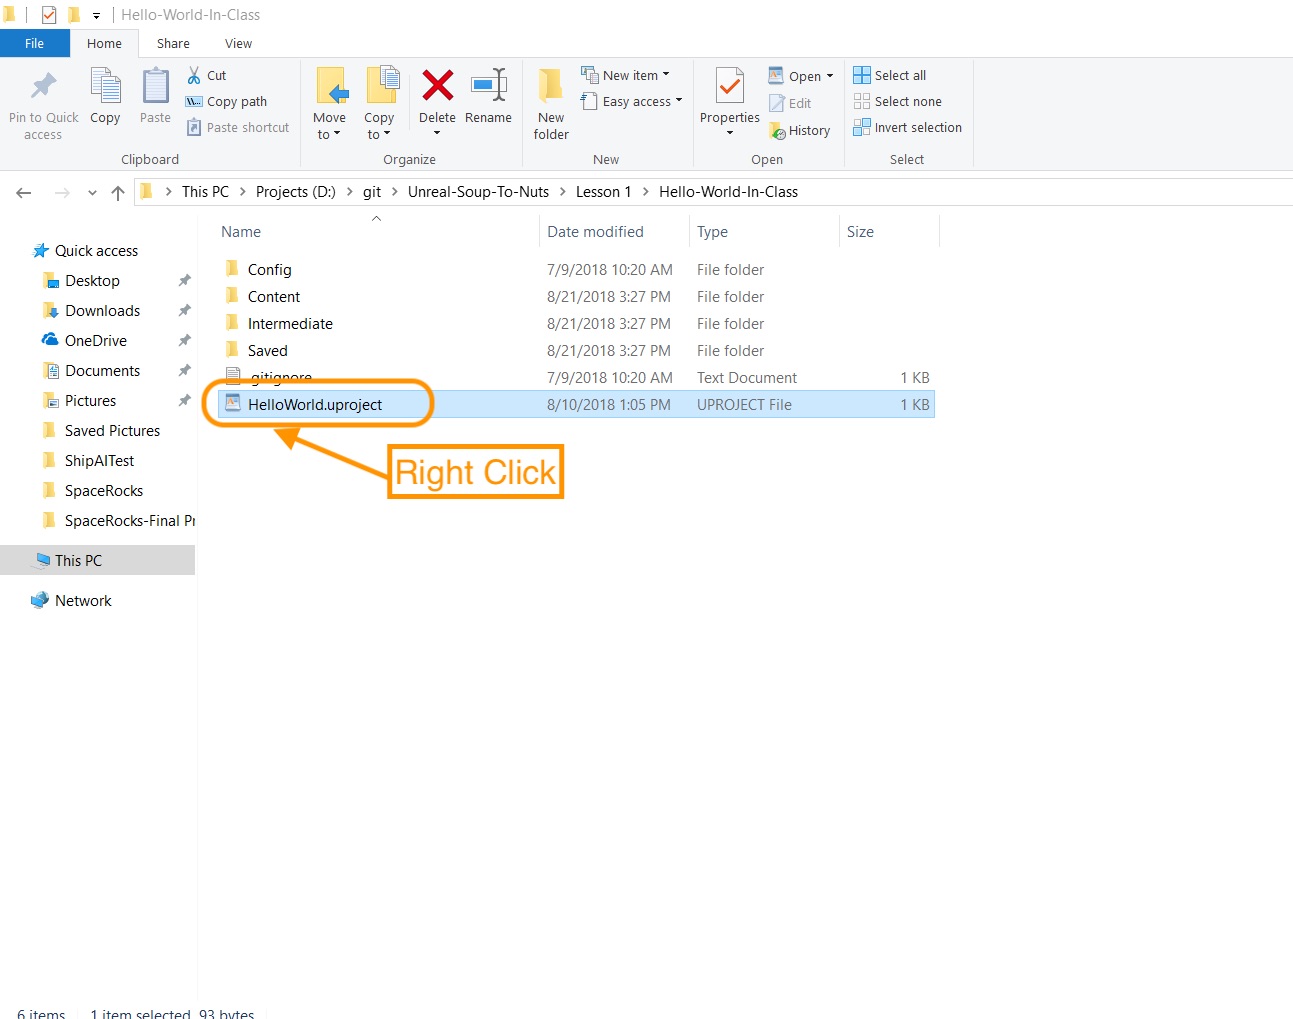 Hello-World-In-Class
File Home Share View
Pin to Quick access
Copy
Paste
Cut
Copy path
Paste shortcut
Clipboard
Move to
Copy to
Delete
Rename
Organize
New folder
New item
Easy access
New
Properties
Open
Edit
History
Open
Select all
Select none
Invert selection
Select
This PC > Projects (D:) > git > Unreal-Soup-To-Nuts > Lesson 1 > Hello-World-In-Class
Quick access
Desktop
Downloads
OneDrive
Documents
Pictures
Saved Pictures
ShipAITest
SpaceRocks
SpaceRocks-Final Pr
This PC
Network
Name Date modified Type Size
Config 7/9/2018 10:20 AM File folder
Content 8/21/2018 3:27 PM File folder
Intermediate 8/21/2018 3:27 PM File folder
Saved 8/21/2018 3:27 PM File folder
.gitignore 7/9/2018 10:20 AM Text Document 1 KB
HelloWorld.uproject 8/10/2018 1:05 PM UPROJECT File 1 KB
Right Click
6 items 1 item selected 93 bytes